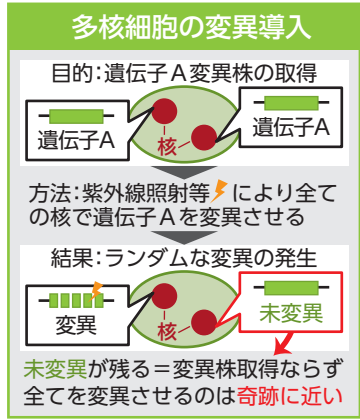 多核細胞の変異導入
目的:遺伝子A変異株の取得
遺伝子A
遺伝子A
核
方法:紫外線照射等により全て
の核で遺伝子Aを変異させる
結果:ランダムな変異の発生
変異
未変異
核
未変異が残る=変異株取得ならず
全てを変異させるのは奇跡に近い